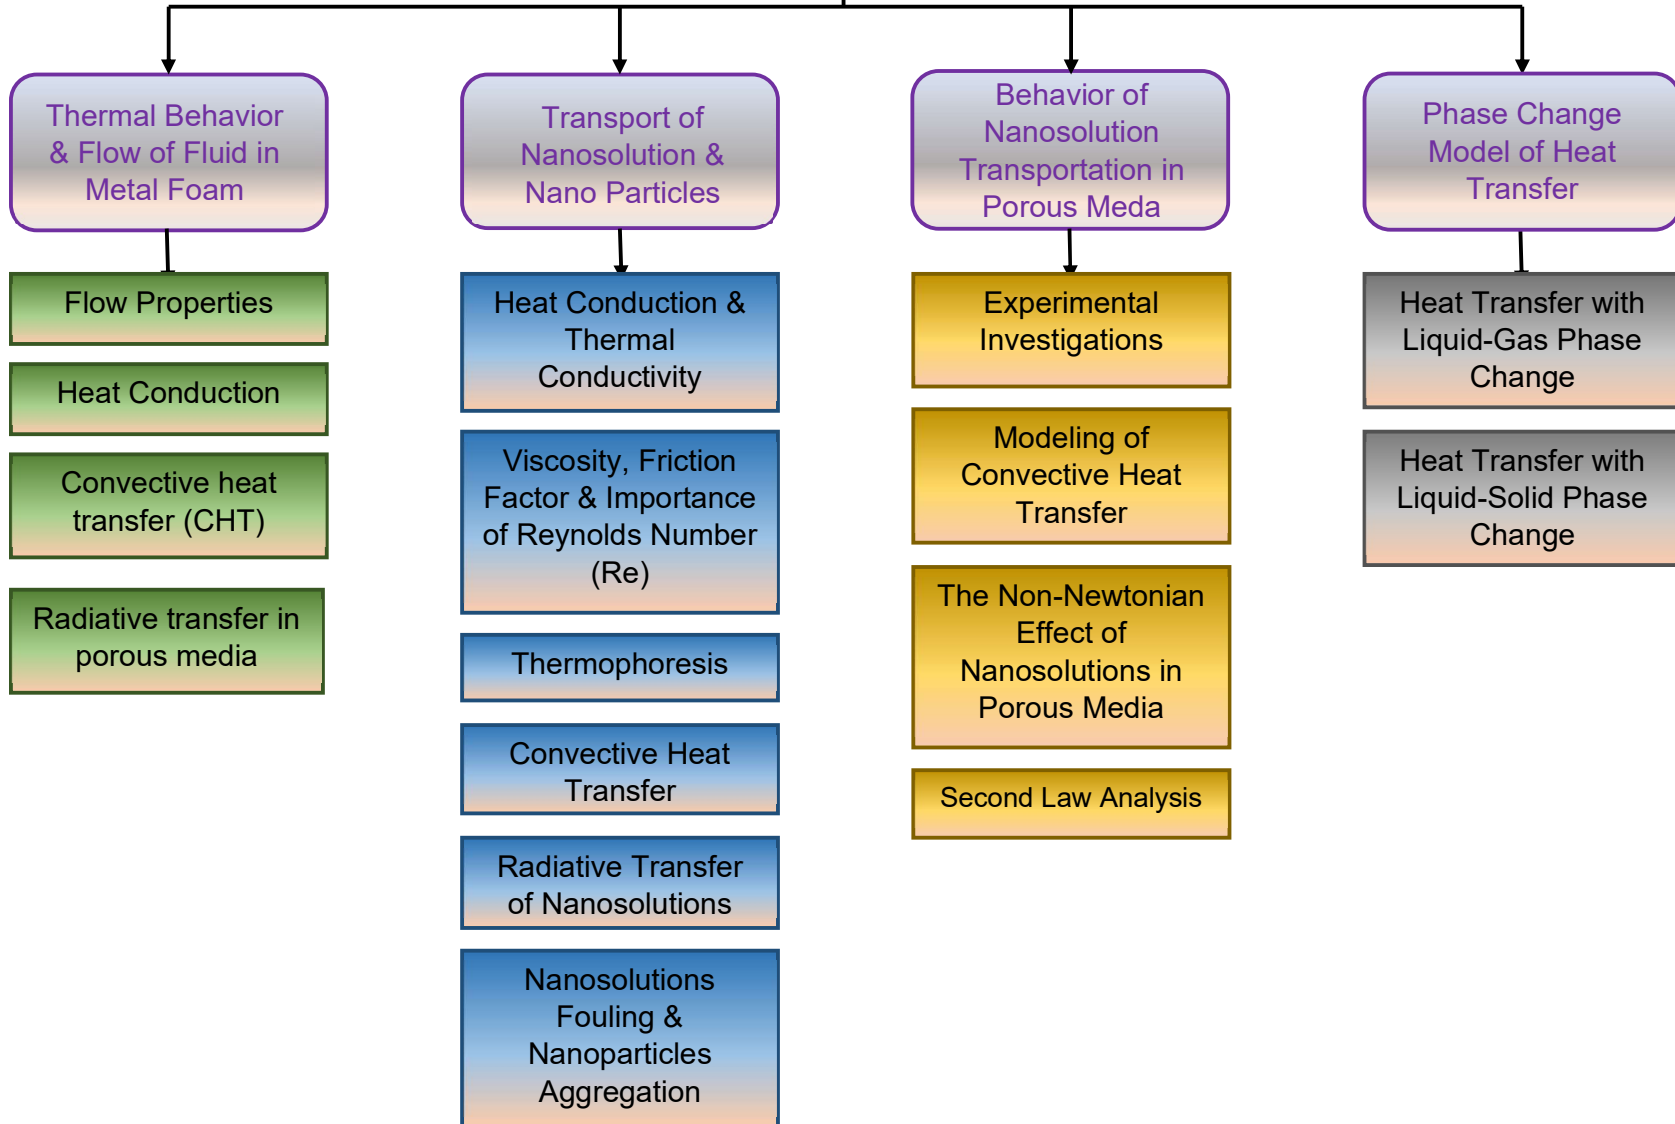 Thermal Behavior
& Flow of Fluid in
Metal Foam
Transport of
Nanosolution &
Nano Particles
Behavior of
Nanosolution
Transportation in
Porous Meda
Phase Change
Model of Heat
Transfer
Flow Properties
Heat Conduction
Convective heat
transfer (CHT)
Radiative transfer in
porous media
Heat Conduction &
Thermal
Conductivity
Viscosity, Friction
Factor & Importance
of Reynolds Number
(Re)
Thermophoresis
Convective Heat
Transfer
Radiative Transfer
of Nanosolutions
Nanosolutions
Fouling &
Nanoparticles
Aggregation
Experimental
Investigations
Modeling of
Convective Heat
Transfer
The Non-Newtonian
Effect of
Nanosolutions in
Porous Media
Second Law Analysis
Heat Transfer with
Liquid-Gas Phase
Change
Heat Transfer with
Liquid-Solid Phase
Change